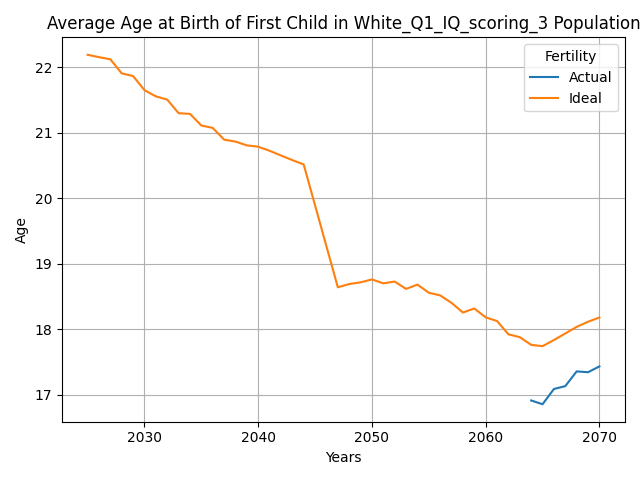 Average Age at Birth of First Child in White_Q1_IQ_scoring_3 Population
Fertility
Actual
Ideal
Age
22
21
20
19
18
17
2030 2040 2050 2060 2070
Years